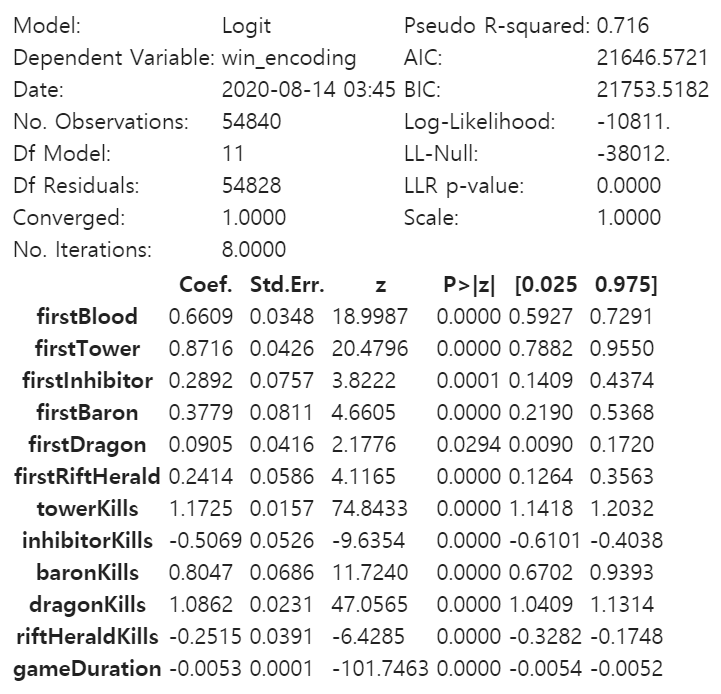 Model: Logit Pseudo R-squared: 0.716
Dependent Variable: win_encoding AIC: 21646.5721
Date: 2020-08-14 03:45 BIC: 21753.5182
No. Observations: 54840 Log-Likelihood: -10811.
Df Model: 11 LL-Null: -38012.
Df Residuals: 54828 LLR p-value: 0.0000
Converged: 1.0000 Scale: 1.0000
No. Iterations: 8.0000
Coef. Std.Err. z P>|z| [0.025 0.975]
firstBlood 0.6609 0.0348 18.9987 0.0000 0.5927 0.7291
firstTower 0.8716 0.0426 20.4796 0.0000 0.7882 0.9550
firstInhibitor 0.2892 0.0757 3.8222 0.0001 0.1409 0.4374
firstBaron 0.3779 0.0811 4.6605 0.0000 0.2190 0.5368
firstDragon 0.0905 0.0416 2.1776 0.0294 0.0090 0.1720
firstRiftHerald 0.2414 0.0586 4.1165 0.0000 0.1264 0.3563
towerKills 1.1725 0.0157 74.8433 0.0000 1.1418 1.2032
inhibitorKills -0.5069 0.0526 -9.6354 0.0000 -0.6101 -0.4038
baronKills 0.8047 0.0686 11.7240 0.0000 0.6702 0.9393
dragonKills 1.0862 0.0231 47.0565 0.0000 1.0409 1.1314
riftHeraldKills -0.2515 0.0391 -6.4285 0.0000 -0.3282 -0.1748
gameDuration -0.0053 0.0001 -101.7463 0.0000 -0.0054 -0.0052